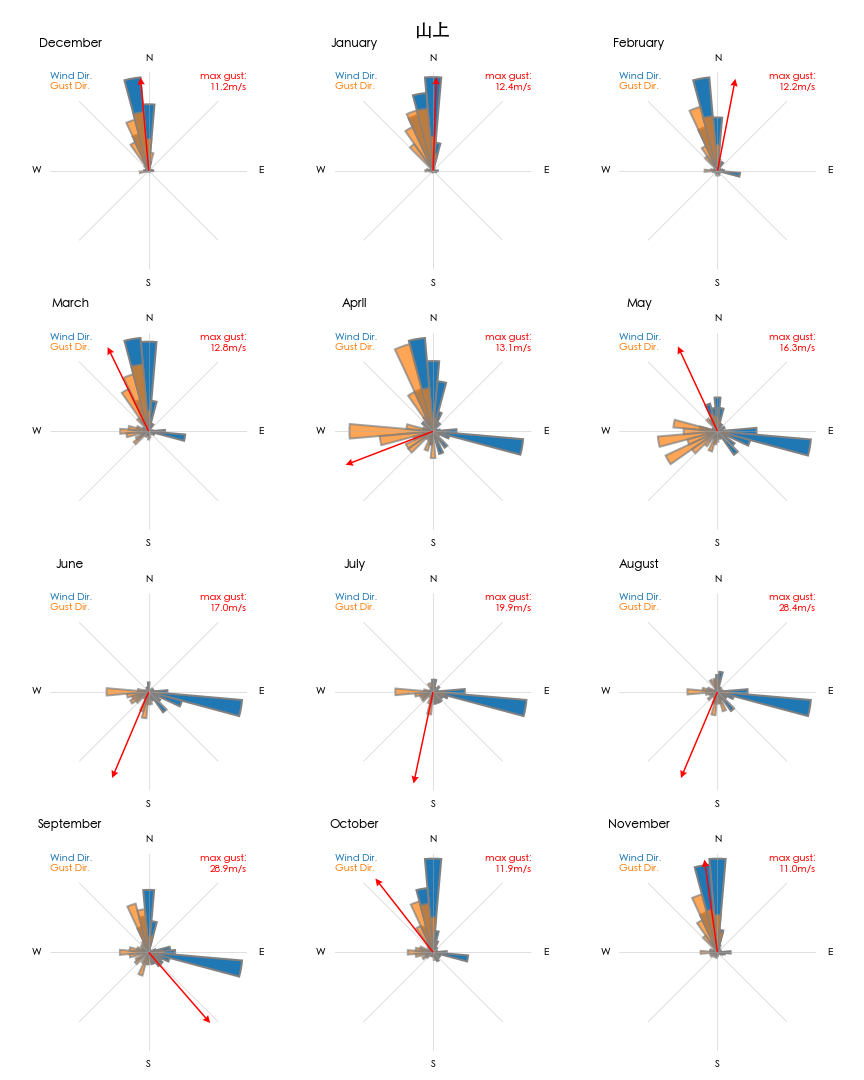 山上
December
N
Wind Dir.
Gust Dir.
max gust:
11.2m/s
W
E
S
January
N
Wind Dir.
Gust Dir.
max gust:
12.4m/s
W
E
S
February
N
Wind Dir.
Gust Dir.
max gust:
12.2m/s
W
E
S
March
N
Wind Dir.
Gust Dir.
max gust:
12.8m/s
W
E
S
April
N
Wind Dir.
Gust Dir.
max gust:
13.1m/s
W
E
S
May
N
Wind Dir.
Gust Dir.
max gust:
16.3m/s
W
E
S
June
N
Wind Dir.
Gust Dir.
max gust:
17.0m/s
W
E
S
July
N
Wind Dir.
Gust Dir.
max gust:
19.9m/s
W
E
S
August
N
Wind Dir.
Gust Dir.
max gust:
28.4m/s
W
E
S
September
N
Wind Dir.
Gust Dir.
max gust:
28.9m/s
W
E
S
October
N
Wind Dir.
Gust Dir.
max gust:
11.9m/s
W
E
S
November
N
Wind Dir.
Gust Dir.
max gust:
11.0m/s
W
E
S